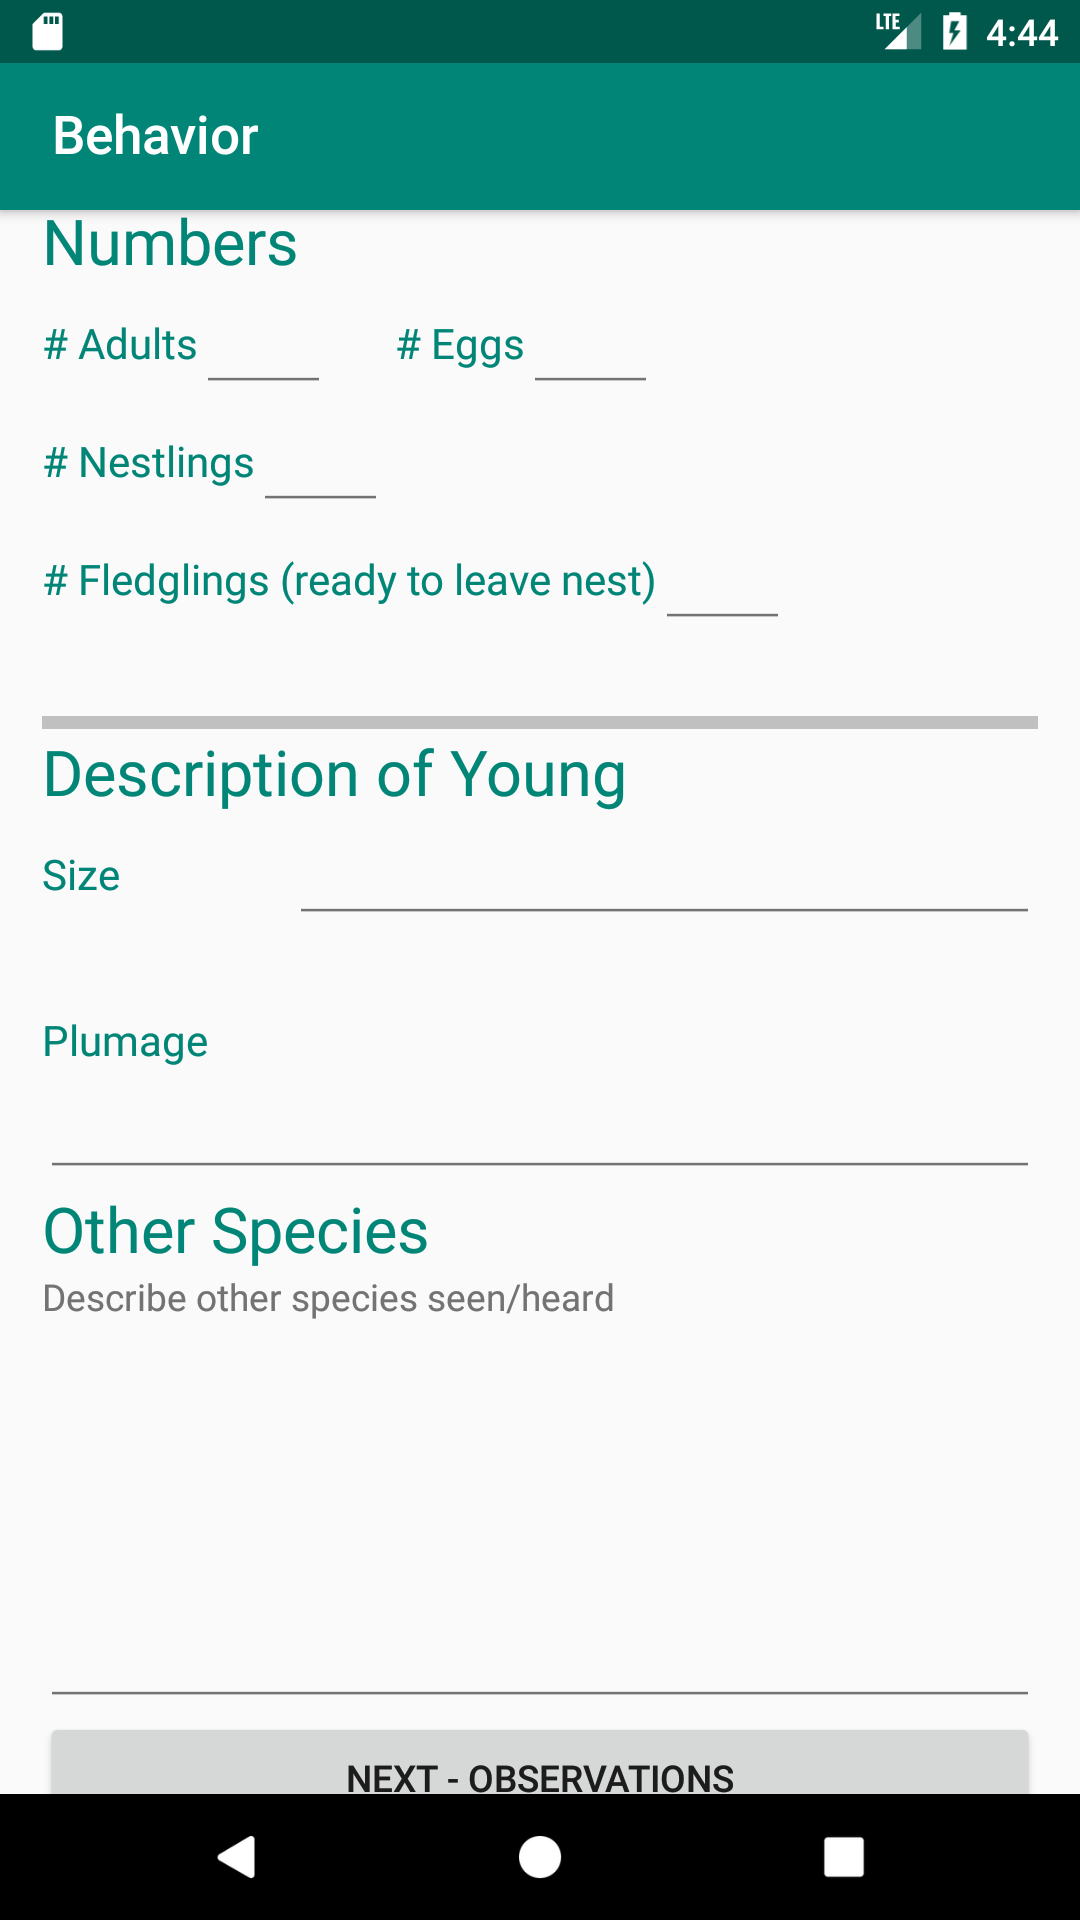 LTE 4:44
Behavior
Numbers
# Adults # Eggs
# Nestlings
# Fledglings (ready to leave nest)
Description of Young
Size
Plumage
Other Species
Describe other species seen/heard
NEXT - OBSERVATIONS